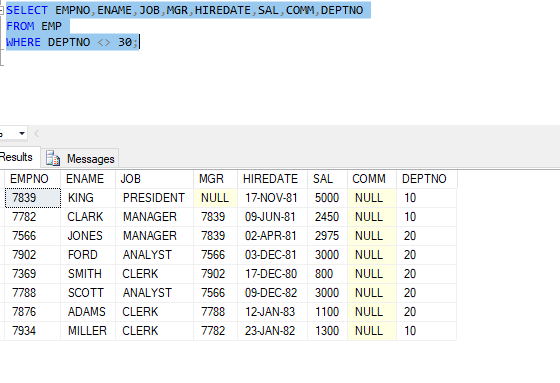 SELECT EMPNO,ENAME,JOB,MGR,HIREDATE,SAL,COMM,DEPTNO
FROM EMP
WHERE DEPTNO <> 30;
Results Messages
EMPNO ENAME JOB MGR HIREDATE SAL COMM DEPTNO
7839 KING PRESIDENT NULL 17-NOV-81 5000 NULL 10
7782 CLARK MANAGER 7839 09-JUN-81 2450 NULL 10
7566 JONES MANAGER 7839 02-APR-81 2975 NULL 20
7902 FORD ANALYST 7566 03-DEC-81 3000 NULL 20
7369 SMITH CLERK 7902 17-DEC-80 800 NULL 20
7788 SCOTT ANALYST 7566 09-DEC-82 3000 NULL 20
7876 ADAMS CLERK 7788 12-JAN-83 1100 NULL 20
7934 MILLER CLERK 7782 23-JAN-82 1300 NULL 10